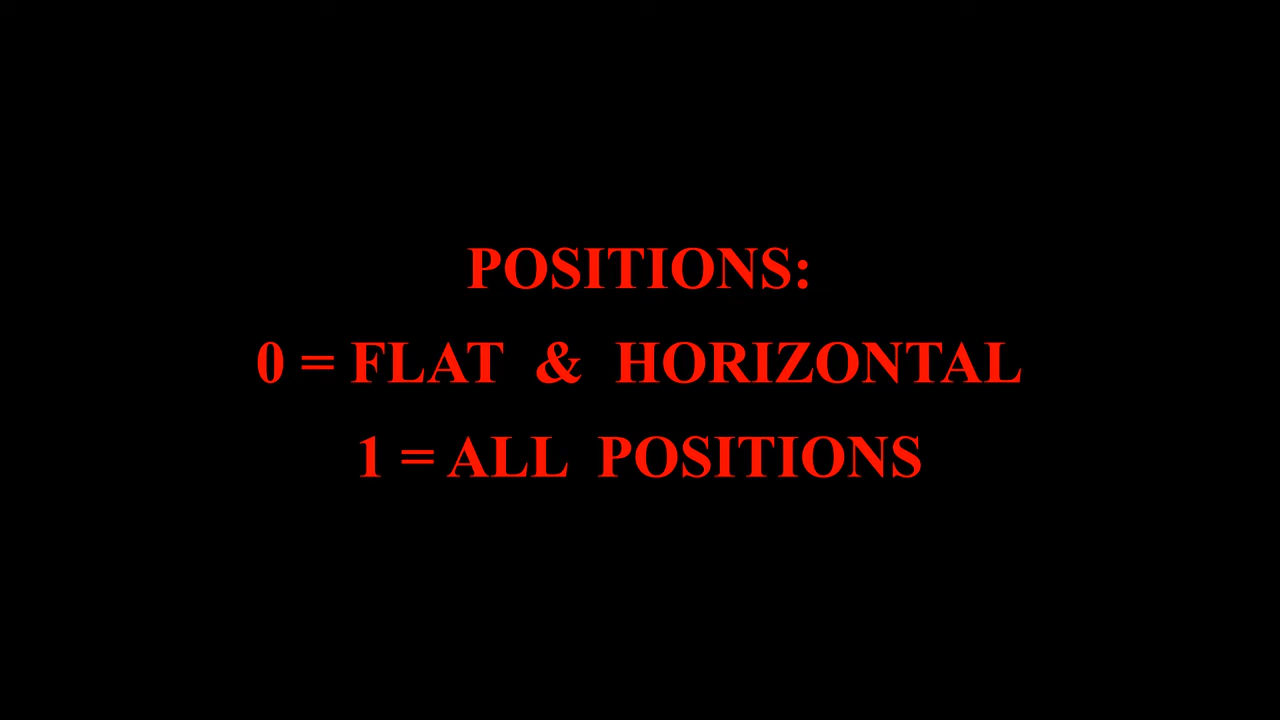 POSITIONS:
0 = FLAT & HORIZONTAL
1 = ALL POSITIONS